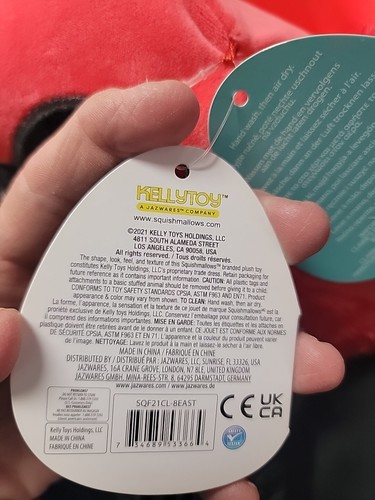 KELLYTOY™
A JAZWARES™ COMPANY
www.squishmallows.com
©2021 KELLY TOYS HOLDINGS, LLC
4811 SOUTH ALAMEDA STREET
LOS ANGELES, CA 90058, USA
All rights reserved. / Tous droits réservés.
The shape, look, feel, and texture of this Squishmallows™ branded plush toy
constitutes Kelly Toys Holdings, LLC's proprietary trade dress. Retain packaging for
future reference as it contains important information. CAUTION: All plastic tags and
attachments to a basic stuffed animal should be removed before giving it to a child.
CONFORMS TO TOY SAFETY STANDARDS CPSIA, ASTM F963 AND EN71. Product
appearance & color may vary from shown. TO CLEAN: Hand wash, then air dry.
La forme, l'apparence, la sensation et la texture de ce jouet de marque Squishmallows™ est la
propriété exclusive de Kelly Toys Holdings, LLC. Conservez l'emballage pour consultation future, car
il comprend des informations importantes. MISE EN GARDE: Toutes les étiquettes et les attaches en
plastique doivent être retirées avant de le donner à un enfant. CE JOUET EST CONFORME AUX NORMES
DE SÉCURITÉ CPSIA, ASTM F963 ET EN 71. L'apparence et la couleur du produit peuvent varier
de l'image. NETTOYAGE: Lavez le jouet à la main et laissez-le sécher à l'air libre.
MADE IN CHINA / FABRIQUÉ EN CHINE
DISTRIBUTED BY / DISTRIBUÉ PAR : JAZWARES, LLC, SUNRISE, FL 33326, USA
JAZWARES, 16A CRANE GROVE, LONDON, N7 8LE, UNITED KINGDOM
JAZWARES GMBH, MINA-REES-STR. 8, 64295 DARMSTADT, GERMANY
www.jazwares.com / www.jazwares.de
SQF21CL-BEAST
CE UK
CA
Kelly Toys Holdings, LLC
MADE IN CHINA
FABRIQUÉ EN CHINE
Hand wash, then air dry.